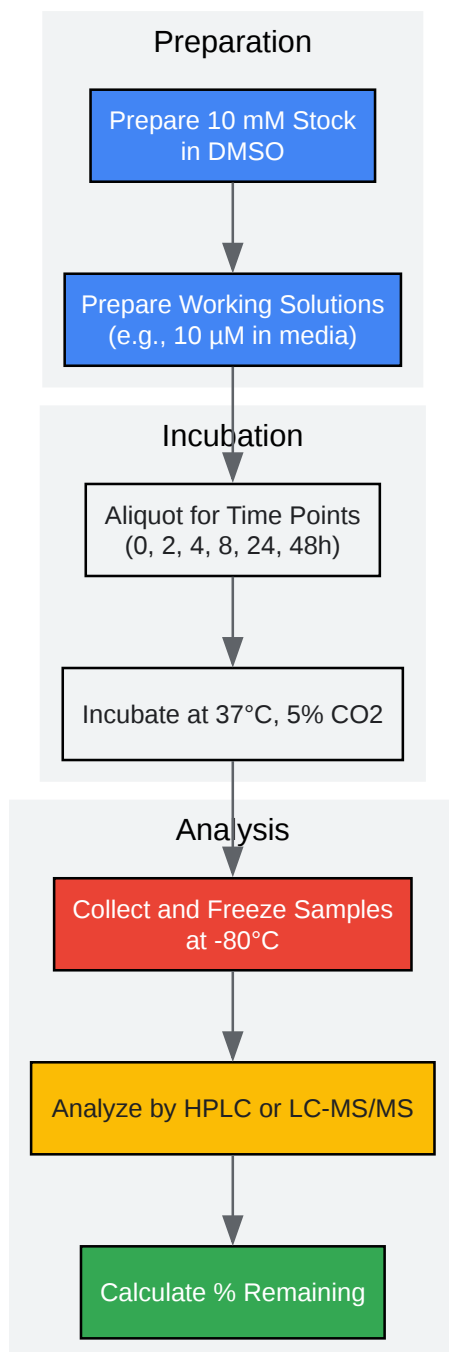 Preparation
Prepare 10 mM Stock
in DMSO
Prepare Working Solutions
(e.g., 10 µM in media)
Incubation
Aliquot for Time Points
(0, 2, 4, 8, 24, 48h)
Incubate at 37°C, 5% CO2
Analysis
Collect and Freeze Samples
at -80°C
Analyze by HPLC or LC-MS/MS
Calculate % Remaining